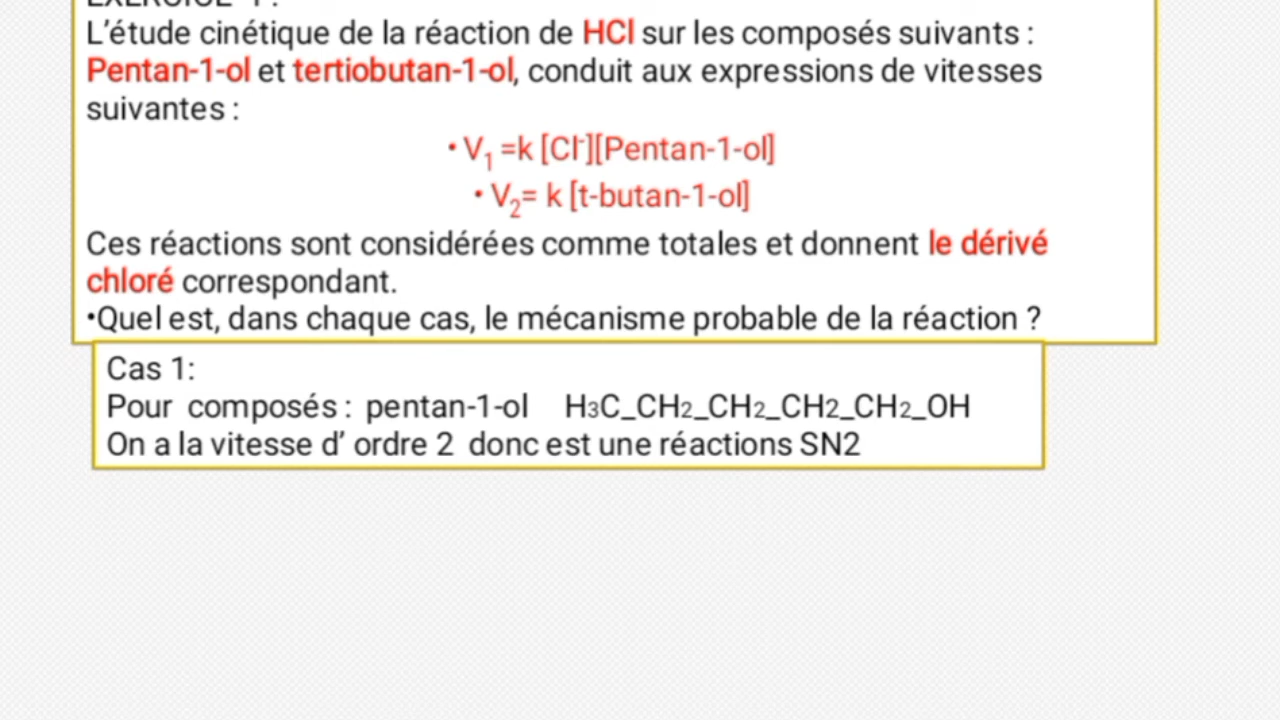 EXERCICE 1 :
L'étude cinétique de la réaction de HCl sur les composés suivants :
Pentan-1-ol et tertiobutan-1-ol, conduit aux expressions de vitesses
suivantes :
• V₁ =k [Cl⁻][Pentan-1-ol]
• V₂= k [t-butan-1-ol]
Ces réactions sont considérées comme totales et donnent le dérivé
chloré correspondant.
•Quel est, dans chaque cas, le mécanisme probable de la réaction ?
Cas 1:
Pour composés : pentan-1-ol H₃C_CH₂_CH₂_CH₂_CH₂_OH
On a la vitesse d' ordre 2 donc est une réactions SN2